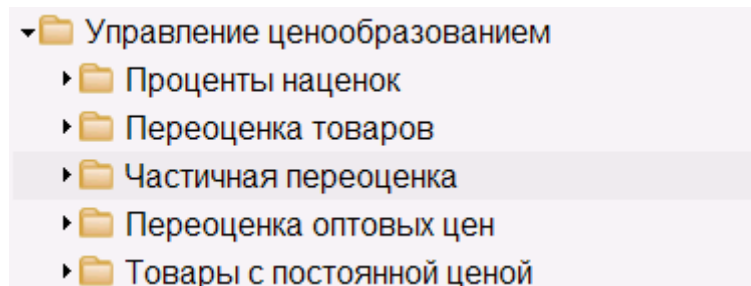 Управление ценообразованием
Проценты наценок
Переоценка товаров
Частичная переоценка
Переоценка оптовых цен
Товары с постоянной ценой